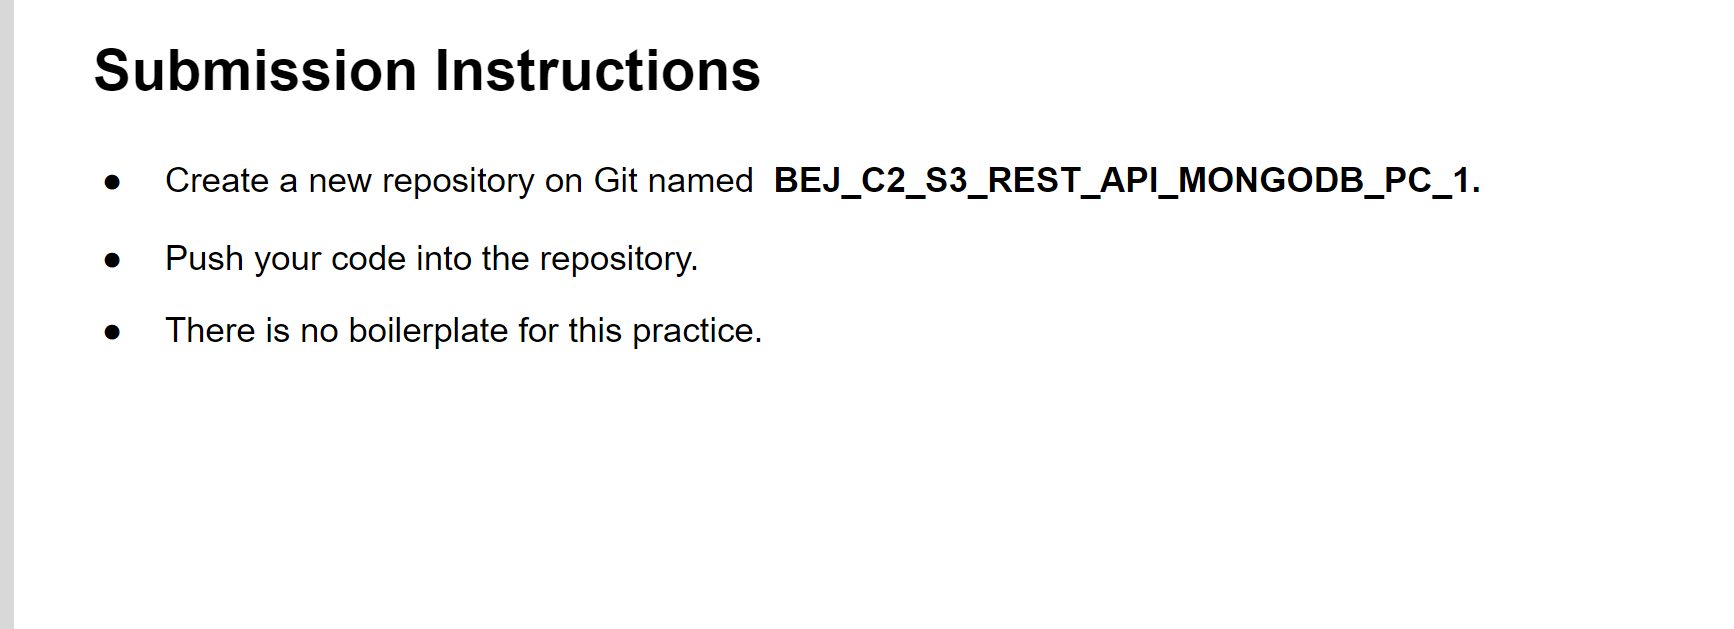 Submission Instructions
● Create a new repository on Git named BEJ_C2_S3_REST_API_MONGODB_PC_1.
● Push your code into the repository.
● There is no boilerplate for this practice.